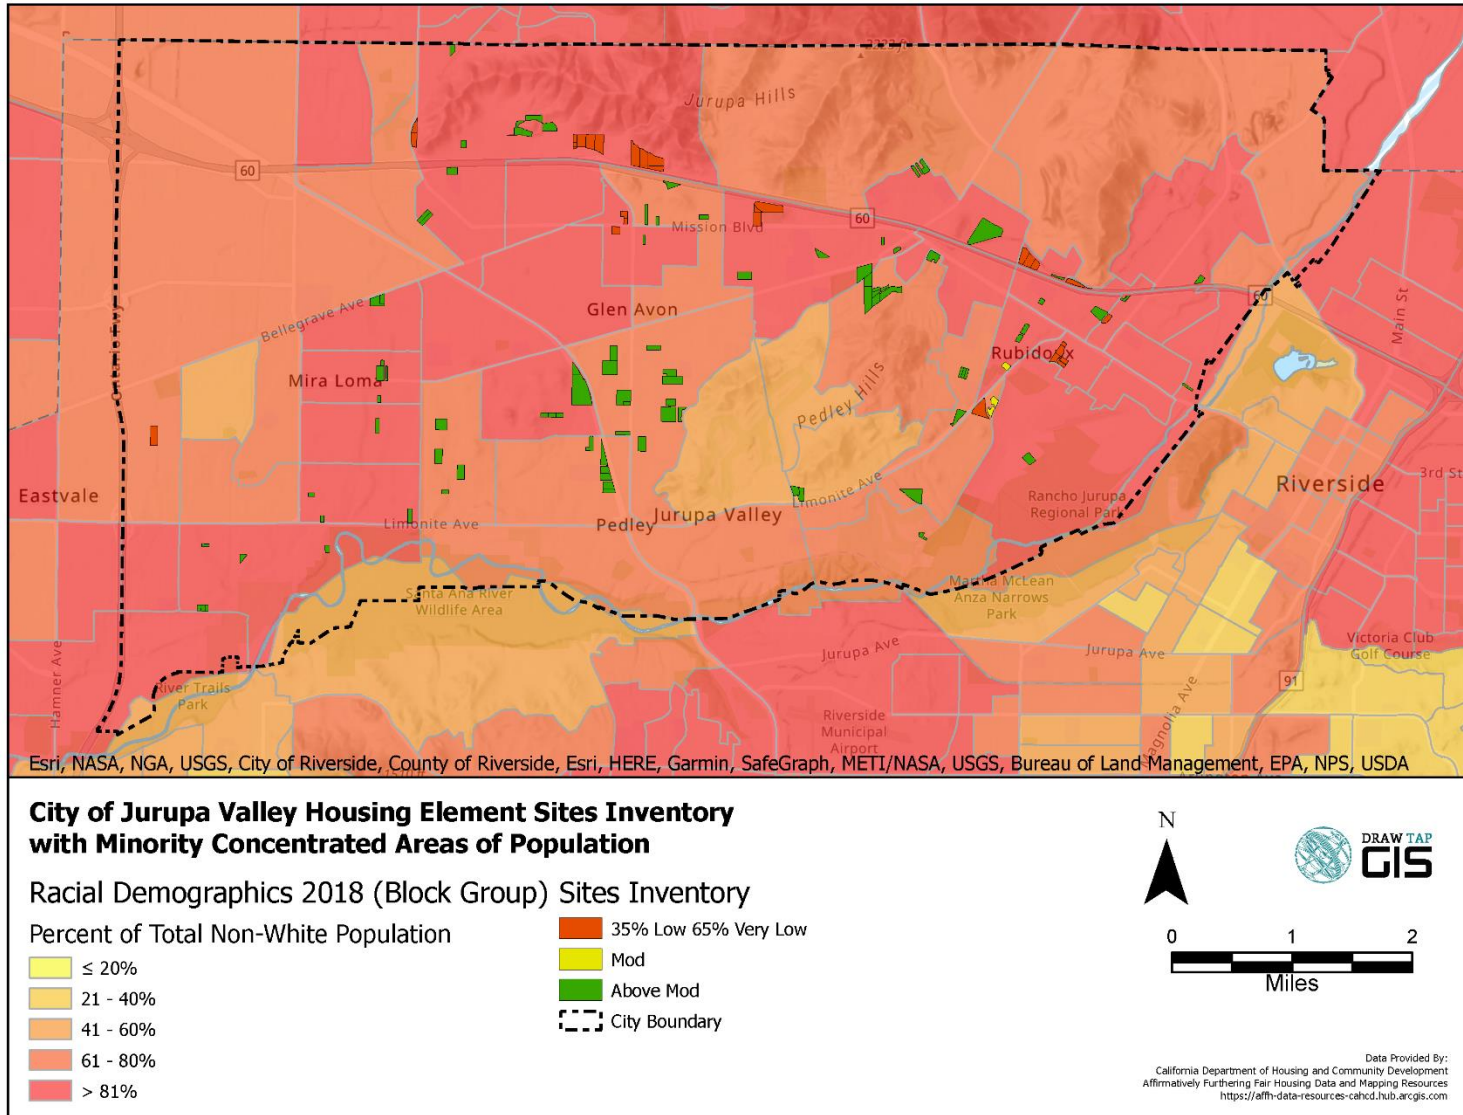 3223 ft
Jurupa Hills
60
60
Mission Blvd
60
Main St
Glen Avon
Bellegrave Ave
Rubidoux
Mira Loma
Pedley Hills
3rd St
Eastvale
Riverside
Limonite Ave
Rancho Jurupa
Regional Park
Limonite Ave
Pedley
Jurupa Valley
Santa Ana River
Wildlife Area
Martha McLean
Anza Narrows
Park
Hamner Ave
Jurupa Ave
Jurupa Ave
Victoria Club
Golf Course
River Trails
Park
91
Magnolia Ave
Riverside
Municipal
Airport
Esri, NASA, NGA, USGS, City of Riverside, County of Riverside, Esri, HERE, Garmin, SafeGraph, METI/NASA, USGS, Bureau of Land Management, EPA, NPS, USDA
City of Jurupa Valley Housing Element Sites Inventory
with Minority Concentrated Areas of Population
Racial Demographics 2018 (Block Group)
Percent of Total Non-White Population
≤ 20%
21 - 40%
41 - 60%
61 - 80%
> 81%
Sites Inventory
35% Low 65% Very Low
Mod
Above Mod
City Boundary
N
DRAW TAP
GIS
0 1 2
Miles
Data Provided By:
California Department of Housing and Community Development
Affirmatively Furthering Fair Housing Data and Mapping Resources
https://affh-data-resources-cahcd.hub.arcgis.com